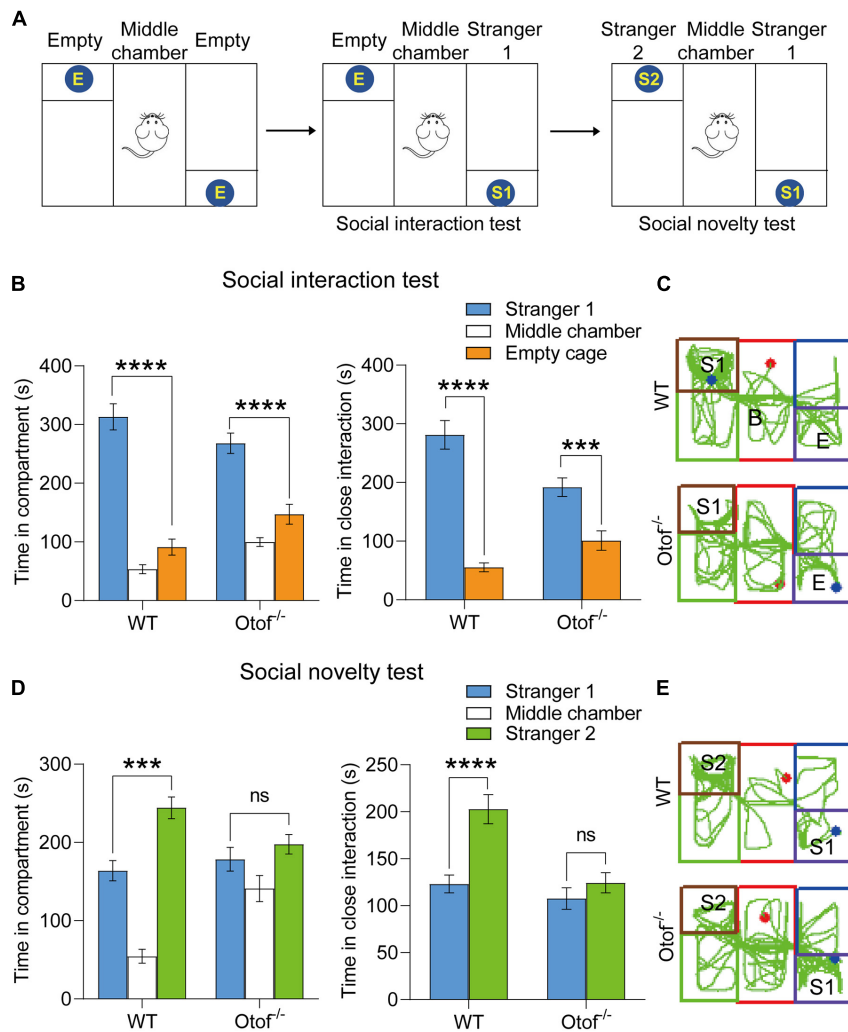 A
Empty
Middle
chamber
Empty
E
E
Empty
Middle
chamber
Stranger
1
E
S1
Social interaction test
Stranger
2
Middle
chamber
Stranger
1
S2
S1
Social novelty test
B
Social interaction test
Stranger 1
Middle chamber
Empty cage
Time in compartment (s)
400
300
200
100
0
****
****
WT
Otof-/-
Time in close interaction (s)
400
300
200
100
0
****
***
WT
Otof-/-
C
WT
S1
B
E
Otof-/-
S1
E
D
Social novelty test
Stranger 1
Middle chamber
Stranger 2
Time in compartment (s)
300
200
100
0
***
ns
WT
Otof-/-
Time in close interaction (s)
250
200
150
100
50
0
****
ns
WT
Otof-/-
E
WT
S2
S1
Otof-/-
S2
S1